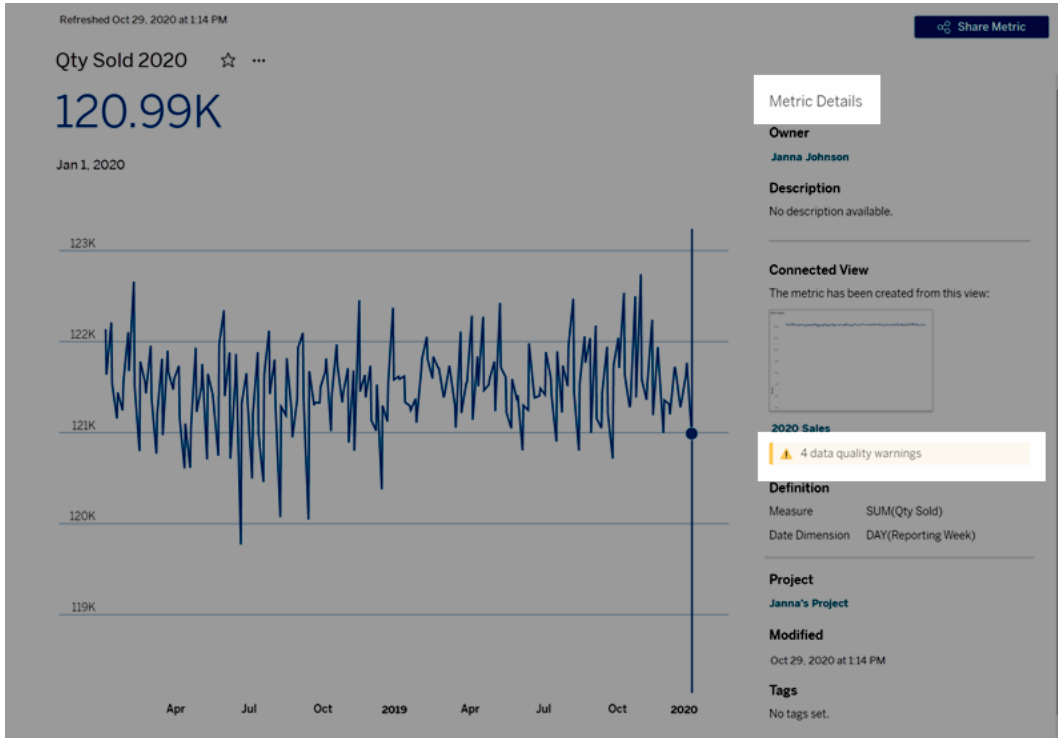 Refreshed Oct 29, 2020 at 1:14 PM
Share Metric
Qty Sold 2020
120.99K
Jan 1, 2020
123K
122K
121K
120K
119K
Apr
Jul
Oct
2019
Apr
Jul
Oct
2020
Metric Details
Owner
Janna Johnson
Description
No description available.
Connected View
The metric has been created from this view:
2020 Sales
4 data quality warnings
Definition
Measure SUM(Qty Sold)
Date Dimension DAY(Reporting Week)
Project
Janna's Project
Modified
Oct 29, 2020 at 1:14 PM
Tags
No tags set.